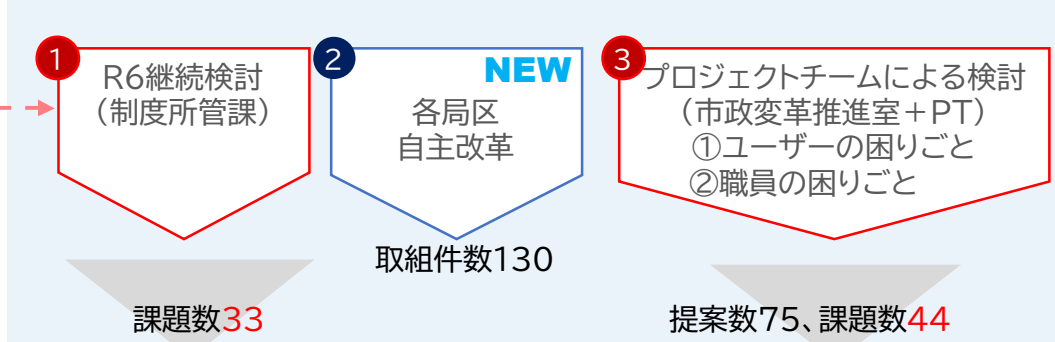 1
R6継続検討
（制度所管課）
課題数33
2
NEW
各局区
自主改革
取組件数130
3
プロジェクトチームによる検討
（市政変革推進室＋PT）
①ユーザーの困りごと
②職員の困りごと
提案数75、課題数44